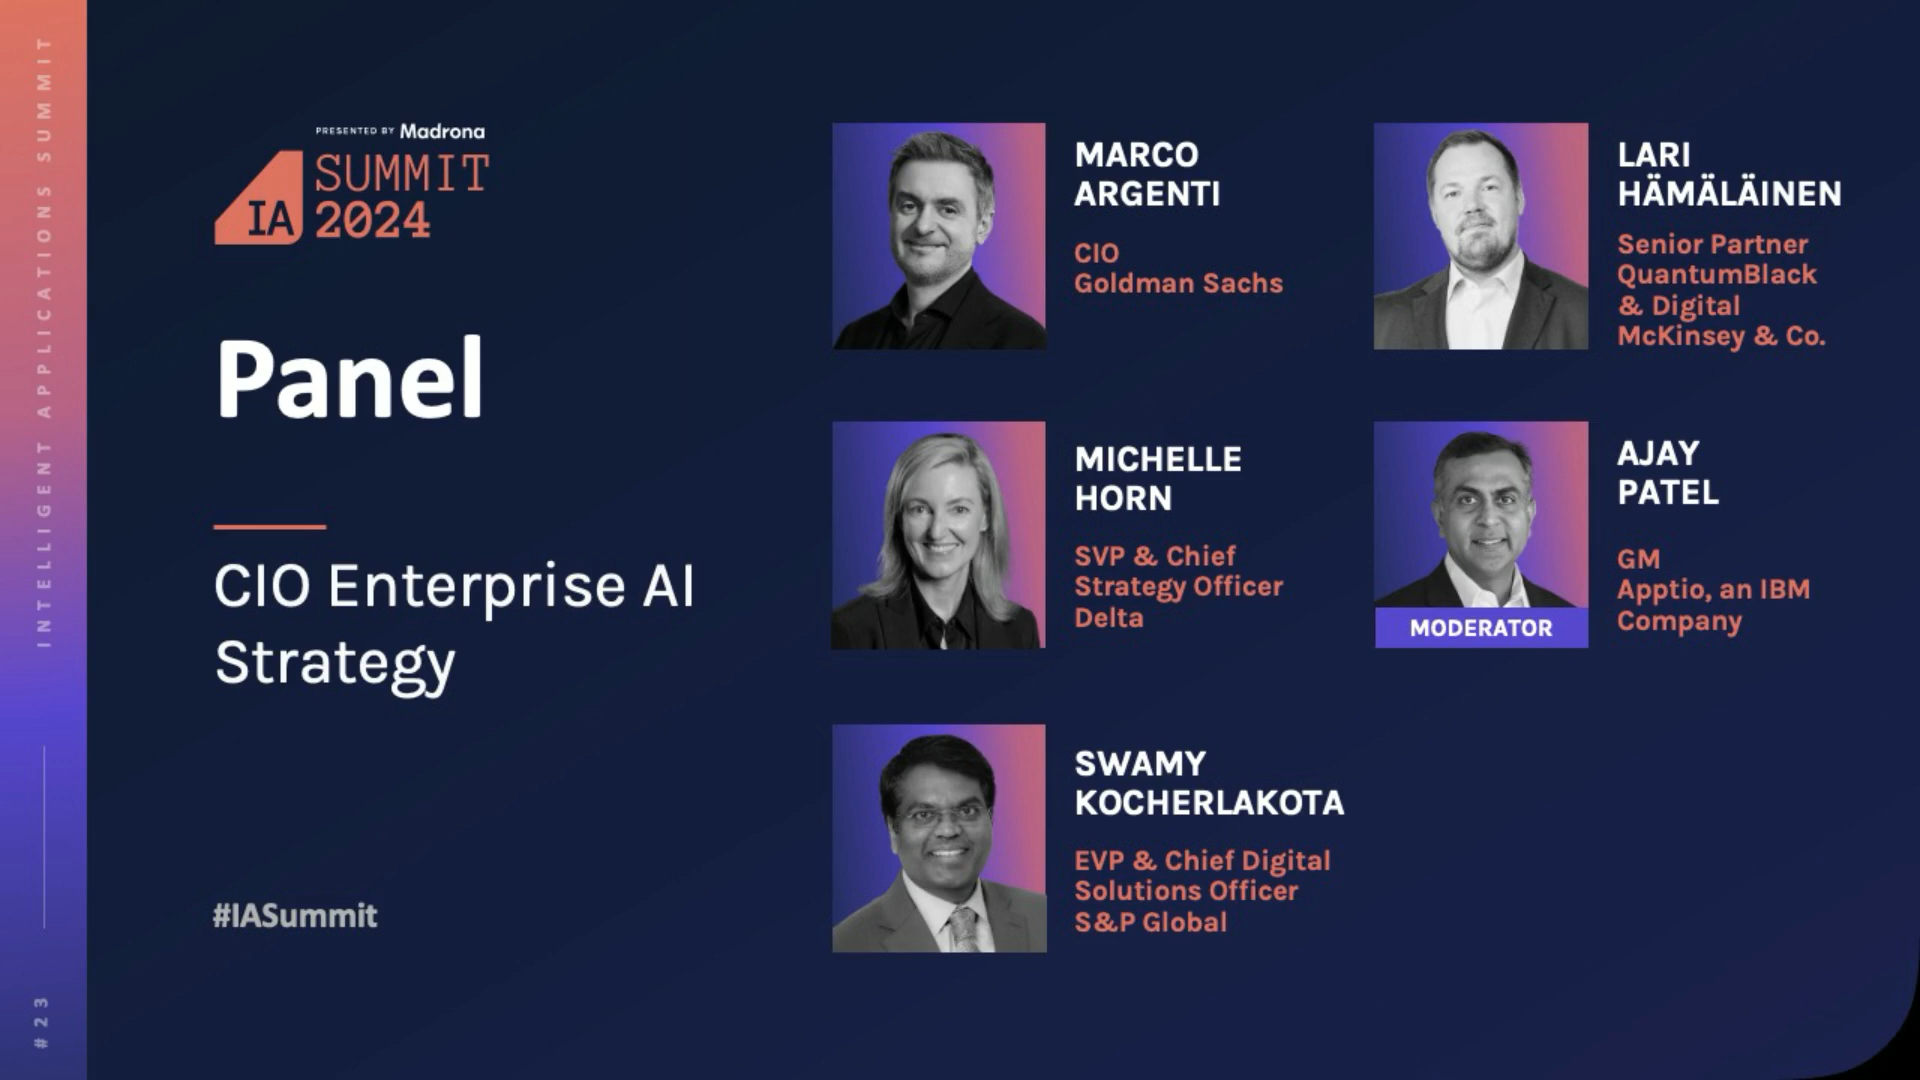 INTELLIGENT APPLICATIONS SUMMIT
#23
PRESENTED BY Madrona
IA
SUMMIT
2024
Panel
CIO Enterprise AI
Strategy
#IASummit
MARCO
ARGENTI
CIO
Goldman Sachs
LARI
HÄMÄLÄINEN
Senior Partner
QuantumBlack
& Digital
McKinsey & Co.
MICHELLE
HORN
SVP & Chief
Strategy Officer
Delta
AJAY
PATEL
GM
Apptio, an IBM
Company
MODERATOR
SWAMY
KOCHERLAKOTA
EVP & Chief Digital
Solutions Officer
S&P Global